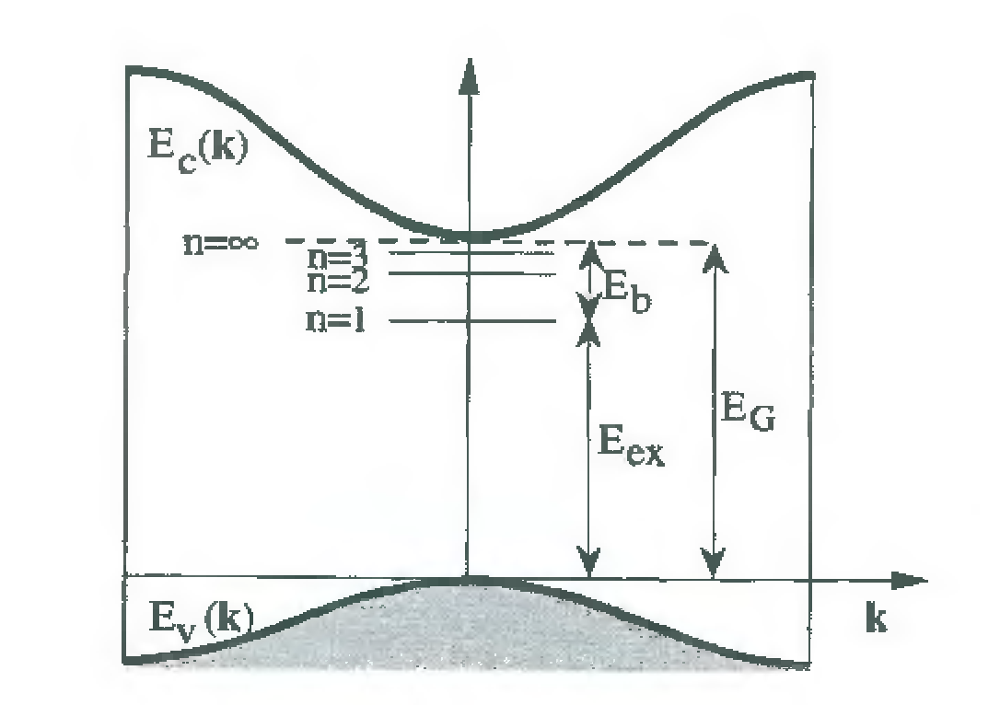 E_c(k)
n=∞
n=3
n=2
E_b
n=1
E_G
E_ex
E_v(k)
k